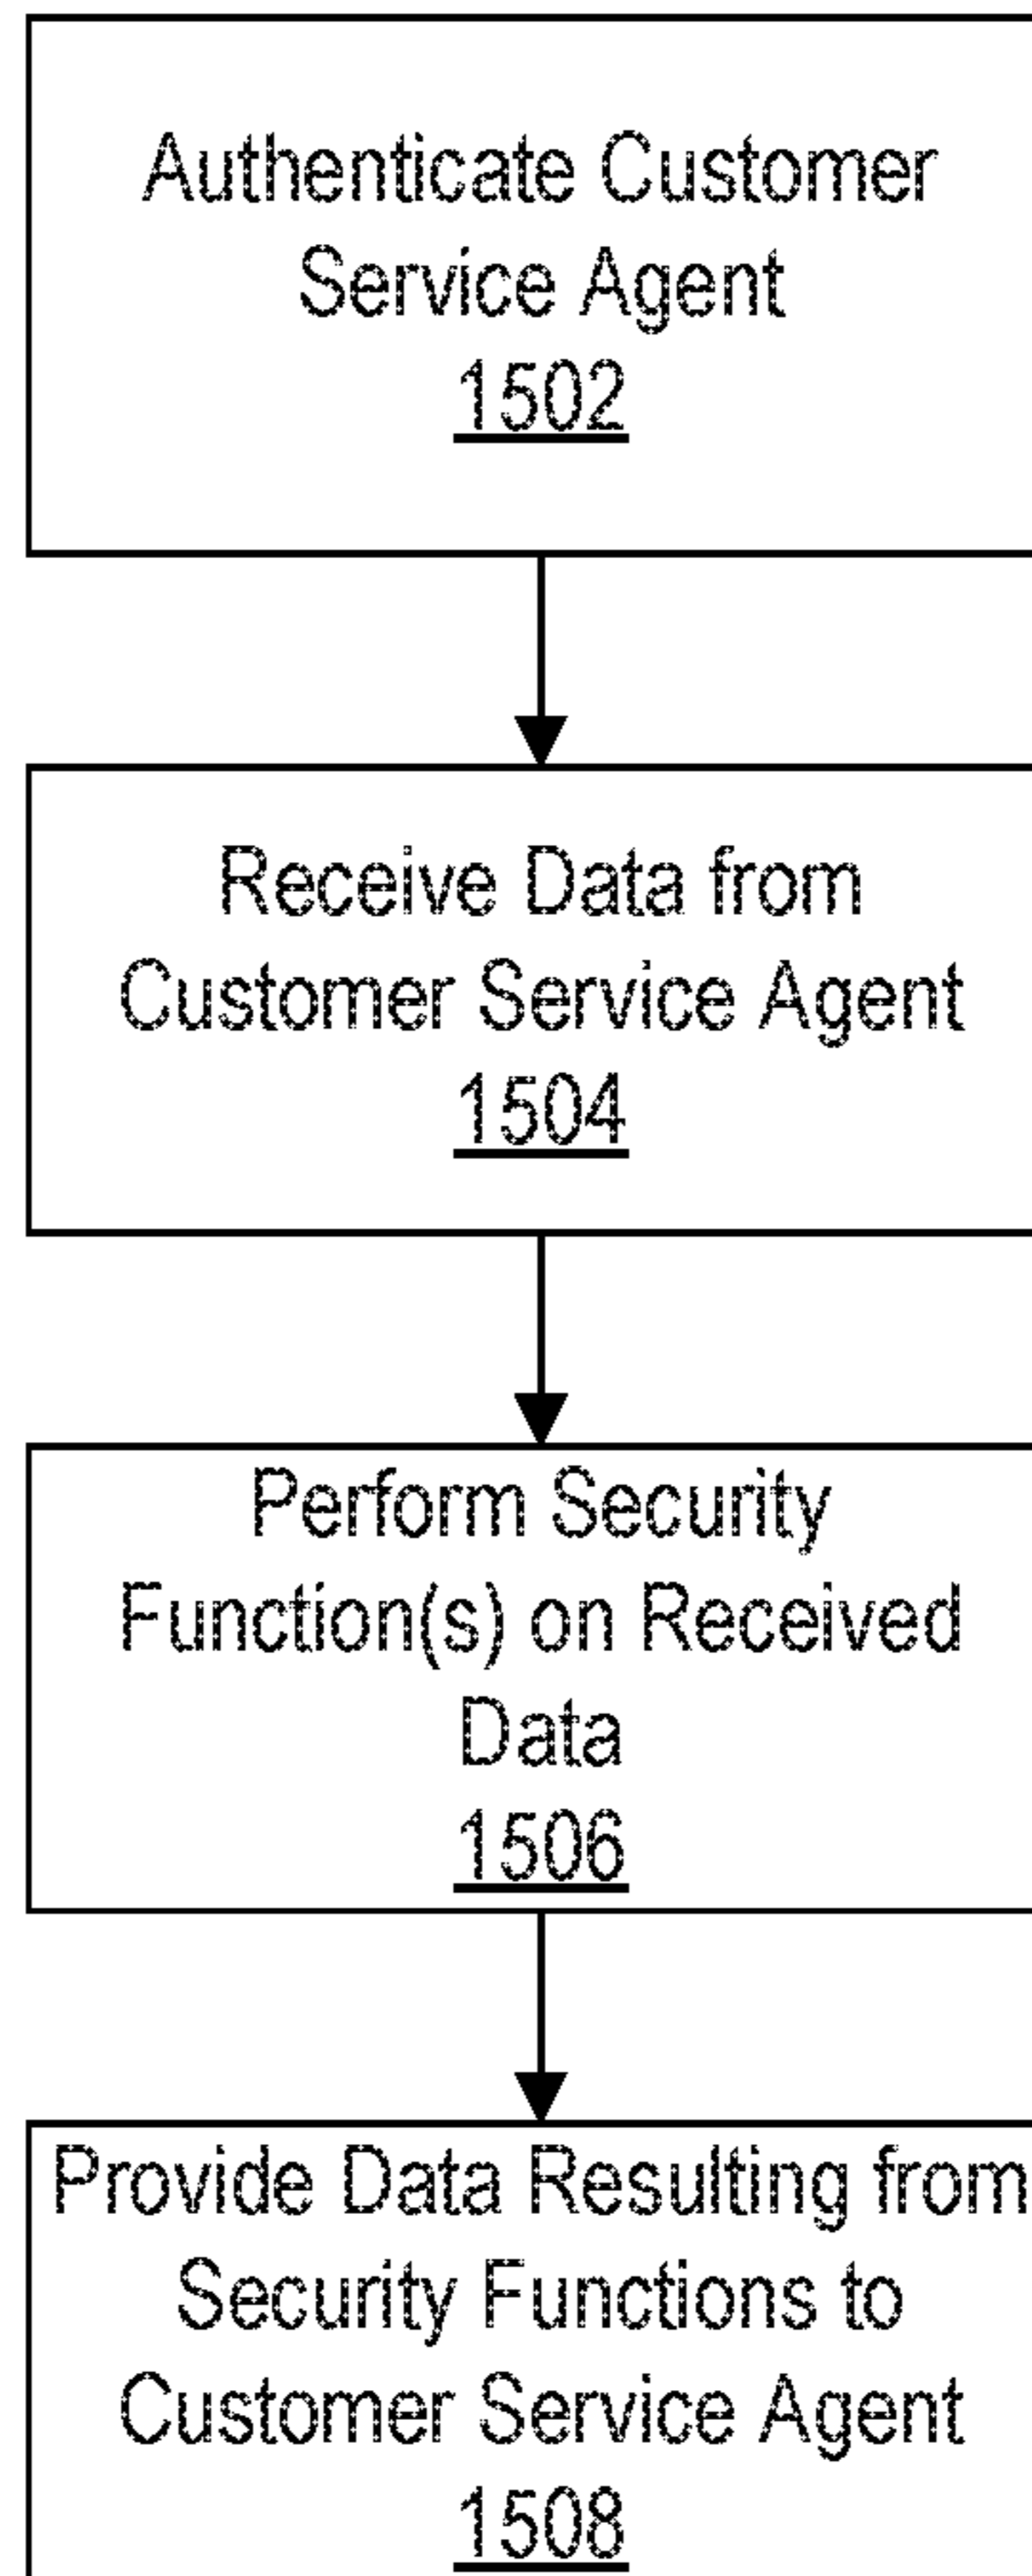 Authenticate Customer
Service Agent
1502
Receive Data from
Customer Service Agent
1504
Perform Security
Function(s) on Received
Data
1506
Provide Data Resulting from
Security Functions to
Customer Service Agent
1508